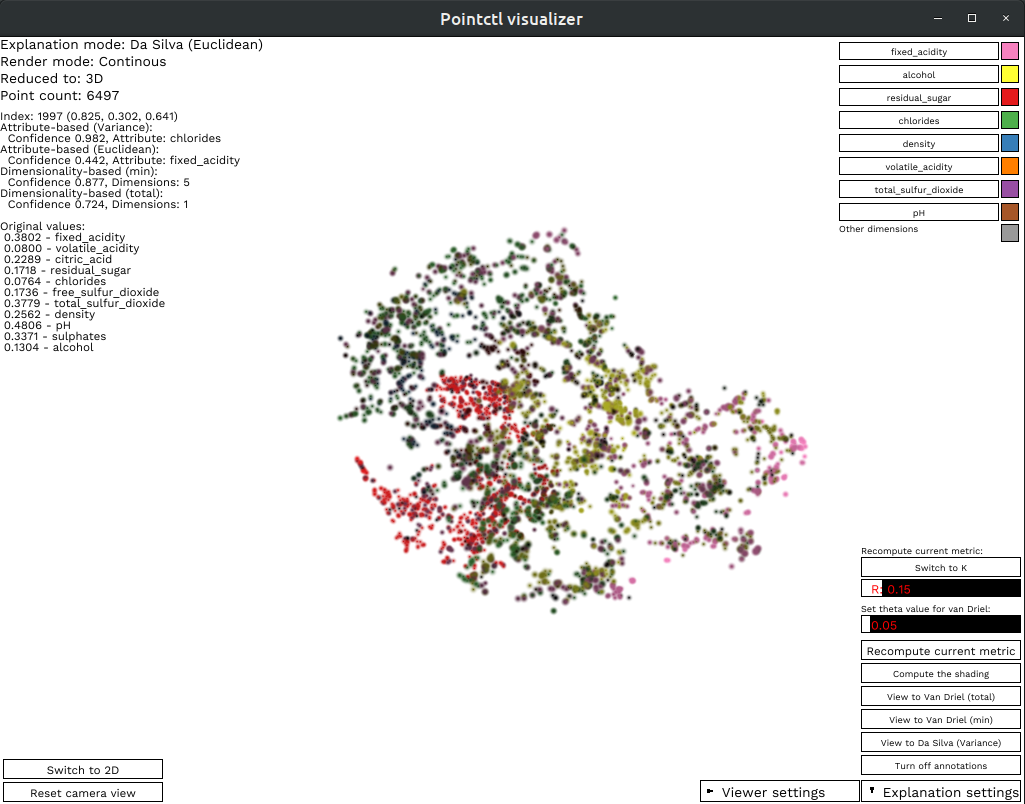 Pointctl visualizer
Explanation mode: Da Silva (Euclidean)
Render mode: Continous
Reduced to: 3D
Point count: 6497
Index: 1997 (0.825, 0.302, 0.641)
Attribute-based (Variance):
Confidence 0.982, Attribute: chlorides
Attribute-based (Euclidean):
Confidence 0.442, Attribute: fixed_acidity
Dimensionality-based (min):
Confidence 0.877, Dimensions: 5
Dimensionality-based (total):
Confidence 0.724, Dimensions: 1
Original values:
0.3802 - fixed_acidity
0.0800 - volatile_acidity
0.2289 - citric_acid
0.1718 - residual_sugar
0.0764 - chlorides
0.1736 - free_sulfur_dioxide
0.3779 - total_sulfur_dioxide
0.2562 - density
0.4806 - pH
0.3371 - sulphates
0.1304 - alcohol
fixed_acidity
alcohol
residual_sugar
chlorides
density
volatile_acidity
total_sulfur_dioxide
pH
Other dimensions
Recompute current metric:
Switch to K
R: 0.15
Set theta value for van Driel:
0.05
Recompute current metric
Compute the shading
View to Van Driel (total)
View to Van Driel (min)
View to Da Silva (Variance)
Turn off annotations
Switch to 2D
Reset camera view
Viewer settings
Explanation settings